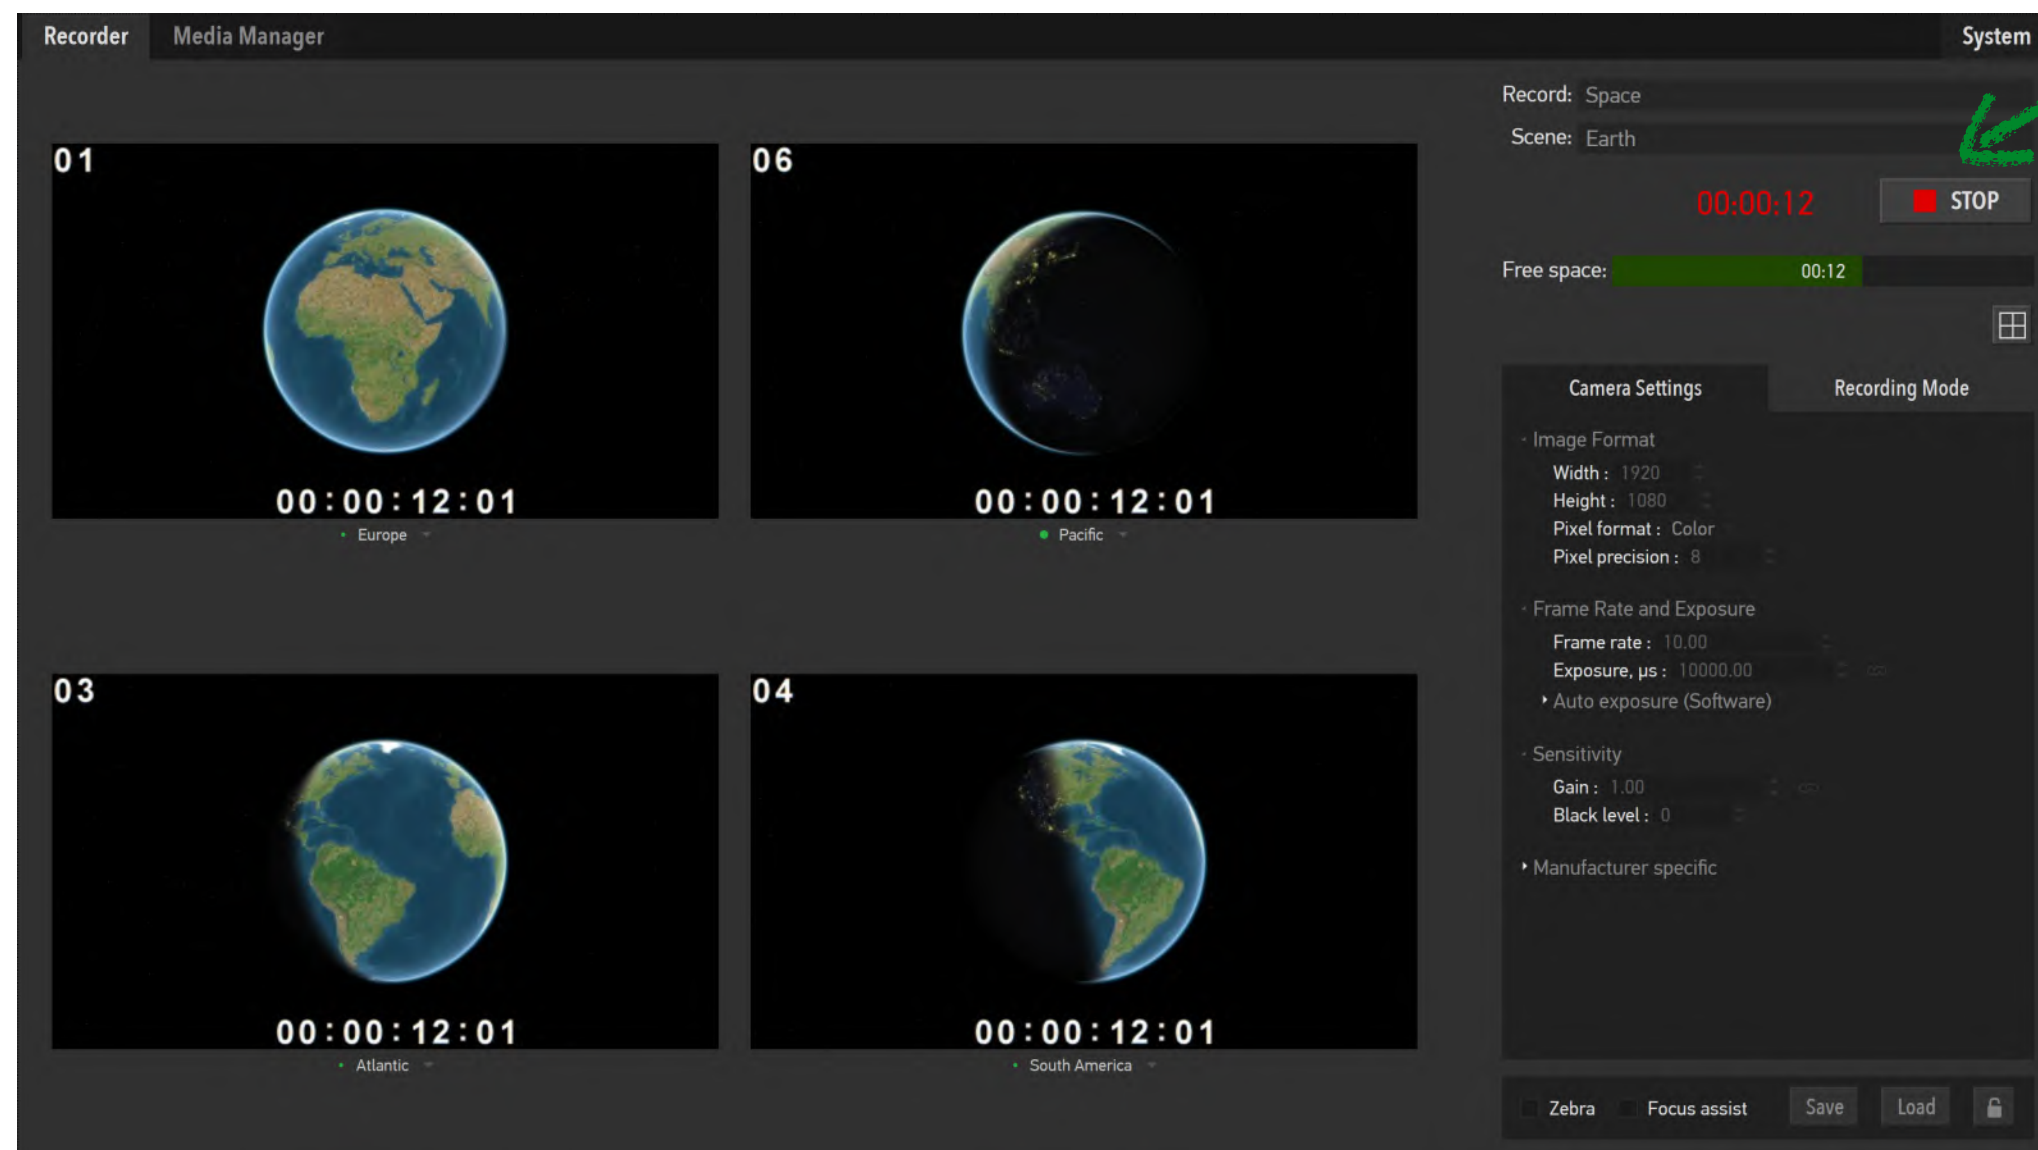 Recorder Media Manager System
Record: Space
Scene: Earth
01
06
00:00:12 STOP
Free space: 00:12
Camera Settings Recording Mode
Image Format
Width : 1920
Height : 1080
Pixel format : Color
Pixel precision : 8
00:00:12:01
00:00:12:01
Europe
Pacific
Frame Rate and Exposure
Frame rate : 10.00
Exposure, µs : 10000.00
Auto exposure (Software)
03
04
Sensitivity
Gain : 1.00
Black level : 0
Manufacturer specific
00:00:12:01
00:00:12:01
Atlantic
South America
Zebra Focus assist Save Load